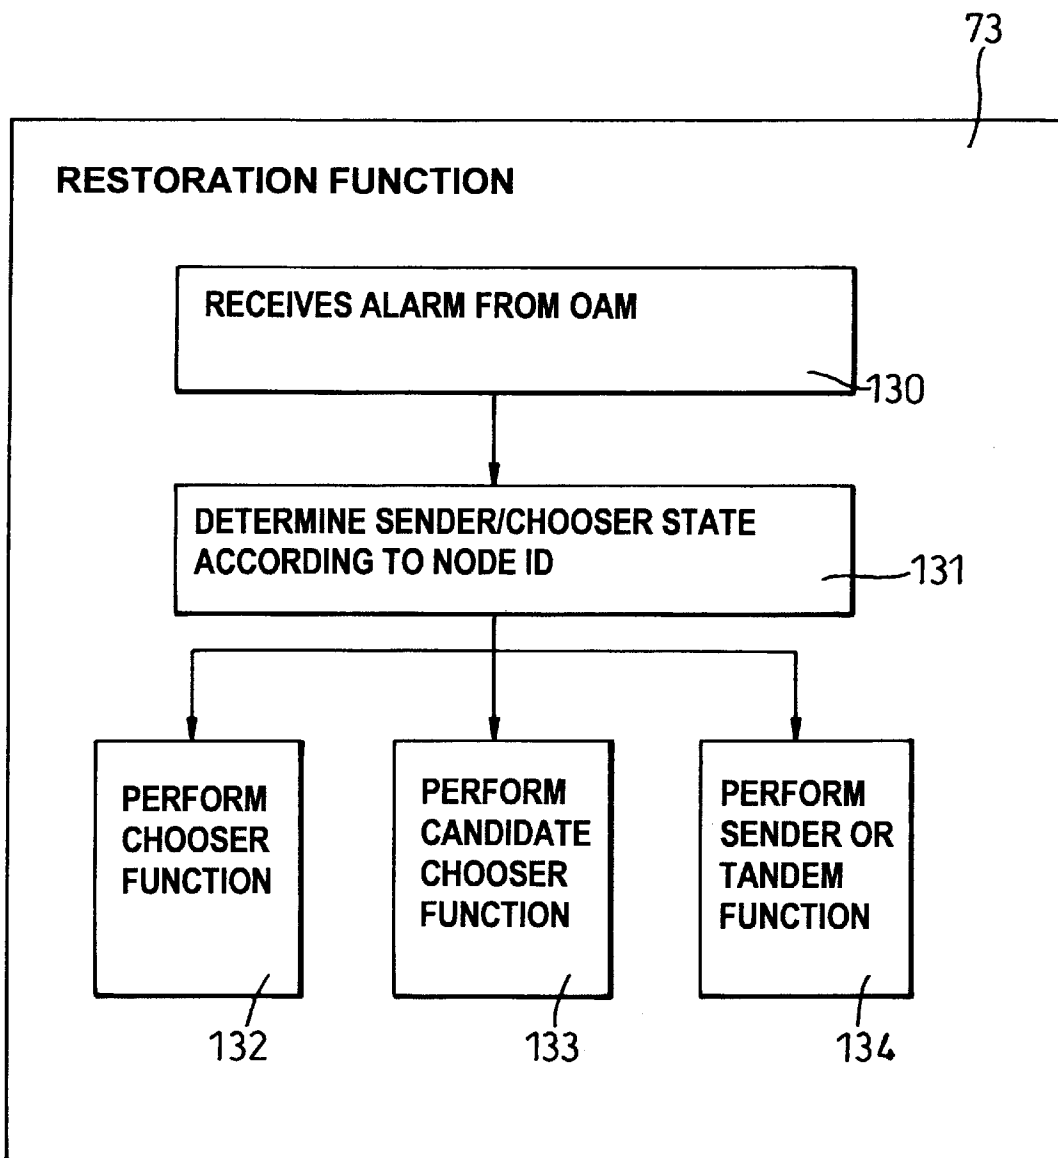 73
RESTORATION FUNCTION
RECEIVES ALARM FROM OAM
130
DETERMINE SENDER/CHOOSER STATE
ACCORDING TO NODE ID
131
PERFORM
CHOOSER
FUNCTION
132
PERFORM
CANDIDATE
CHOOSER
FUNCTION
133
PERFORM
SENDER OR
TANDEM
FUNCTION
134